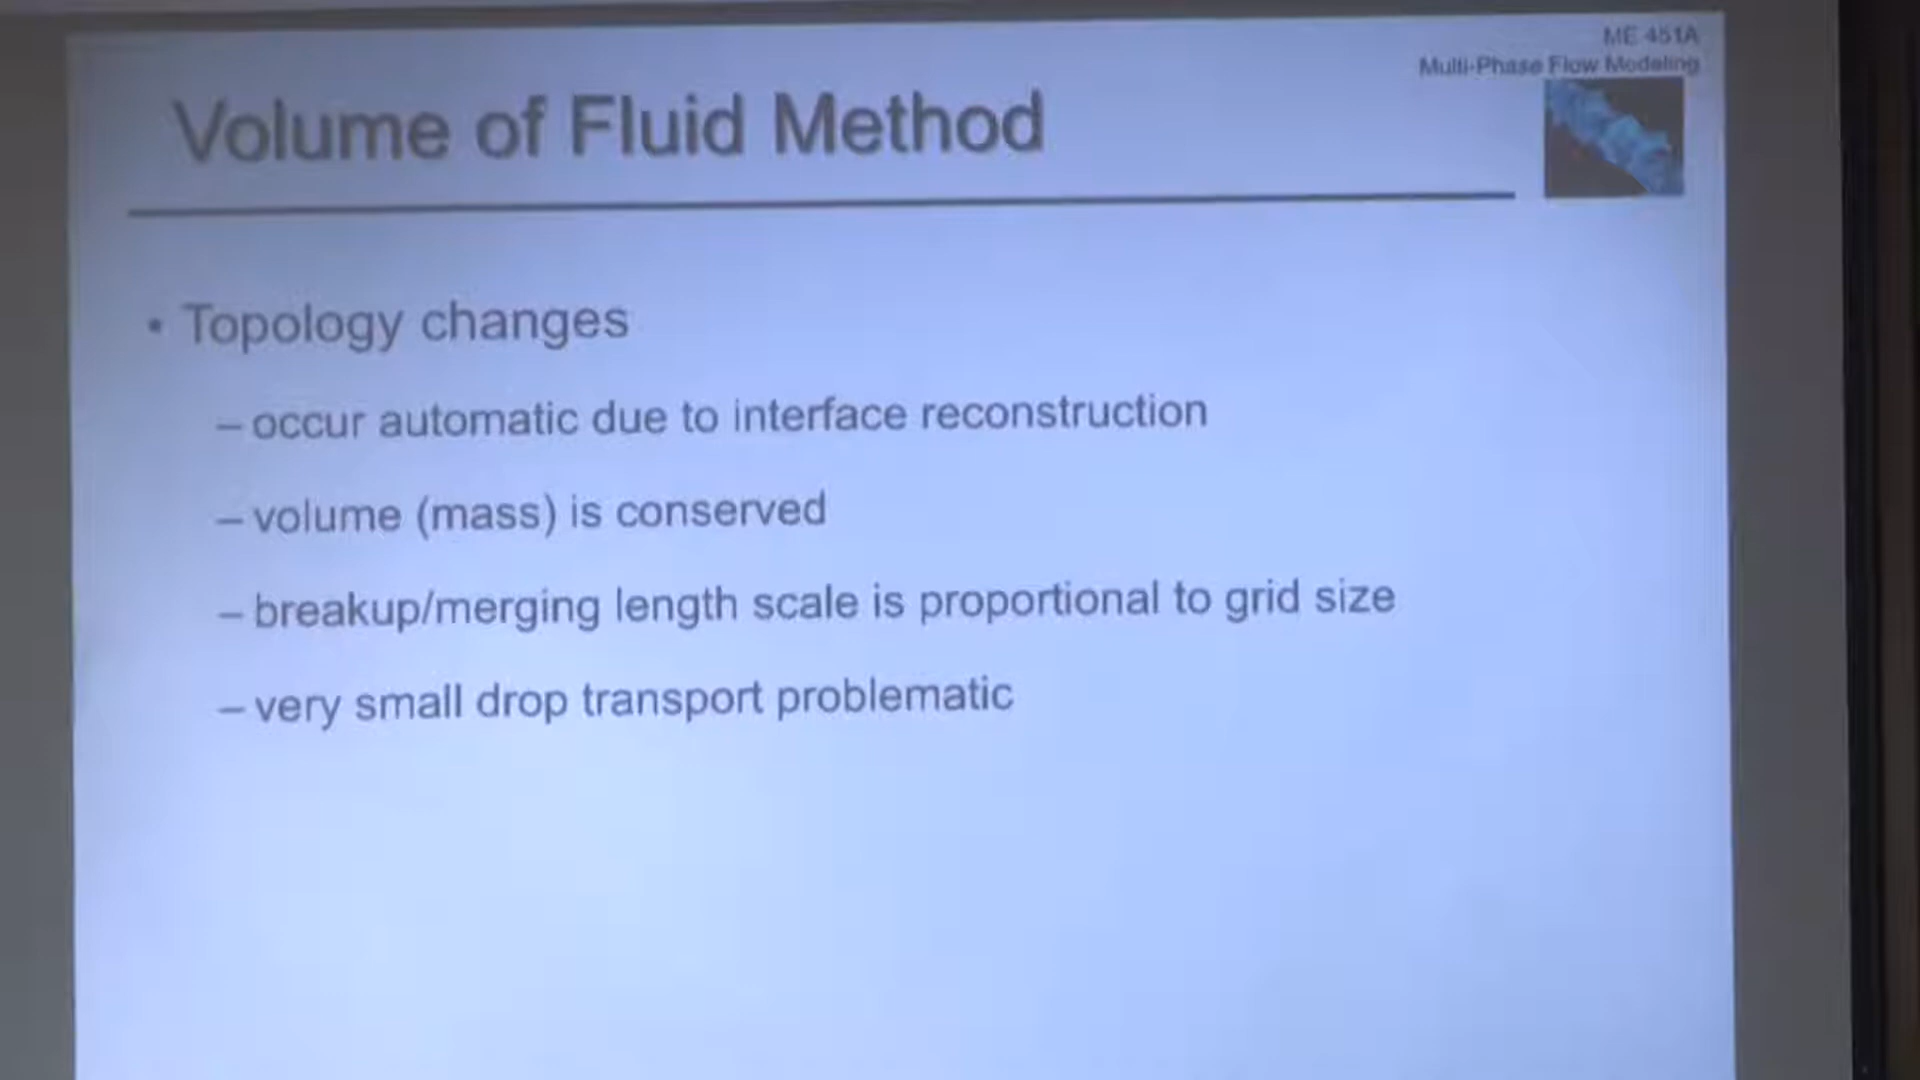 ME 451A
Multi-Phase Flow Modeling
Volume of Fluid Method
• Topology changes
– occur automatic due to interface reconstruction
– volume (mass) is conserved
– breakup/merging length scale is proportional to grid size
– very small drop transport problematic